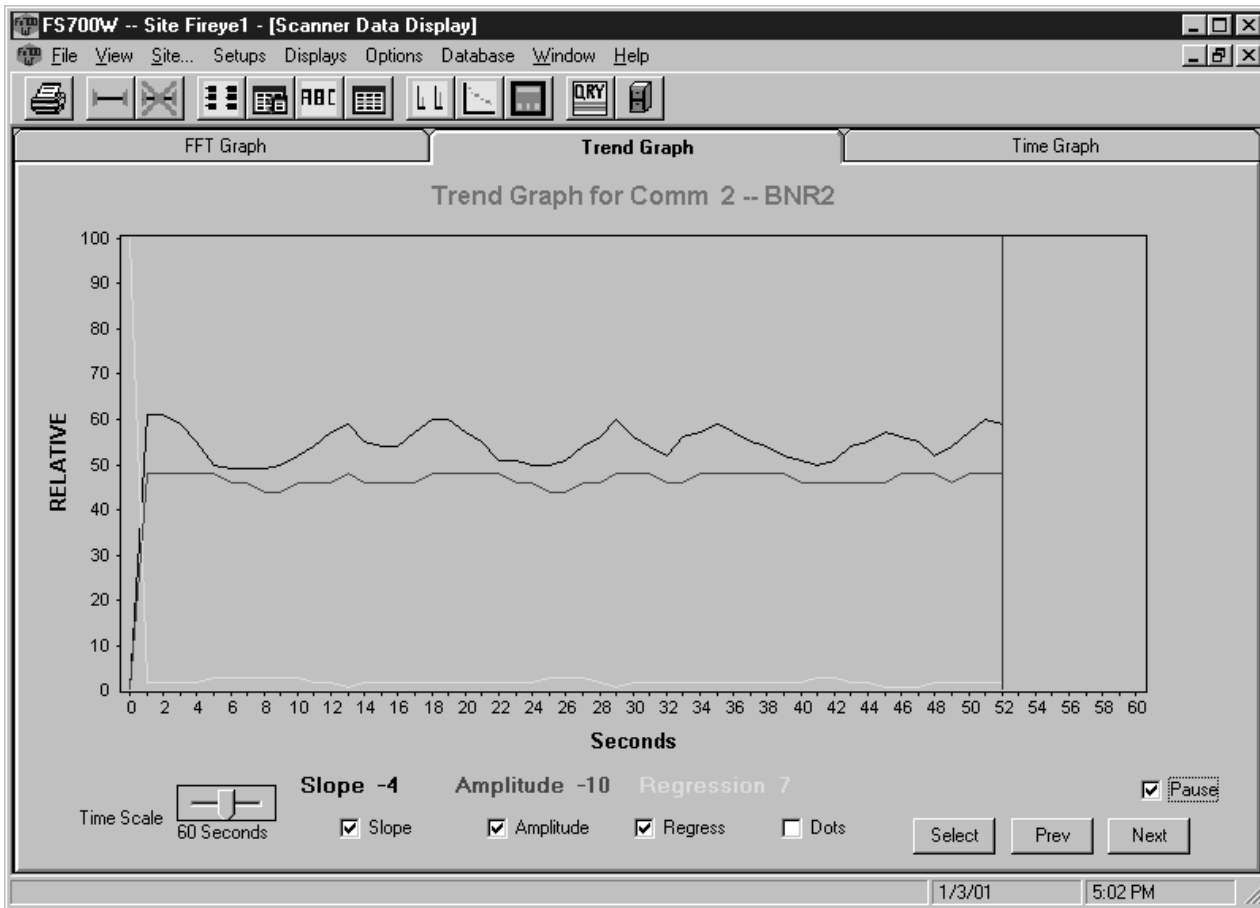 FS700W -- Site Fireye1 - [Scanner Data Display]
File View Site... Setups Displays Options Database Window Help
ABC QRY
FFT Graph Trend Graph Time Graph
Trend Graph for Comm 2 -- BNR2
100
90
80
70
60
50
40
30
20
10
0
RELATIVE
0 2 4 6 8 10 12 14 16 18 20 22 24 26 28 30 32 34 36 38 40 42 44 46 48 50 52 54 56 58 60
Seconds
Slope -4 Amplitude -10 Regression 7
Pause
Time Scale
60 Seconds
Slope Amplitude Regress Dots
Select Prev Next
1/3/01 5:02 PM